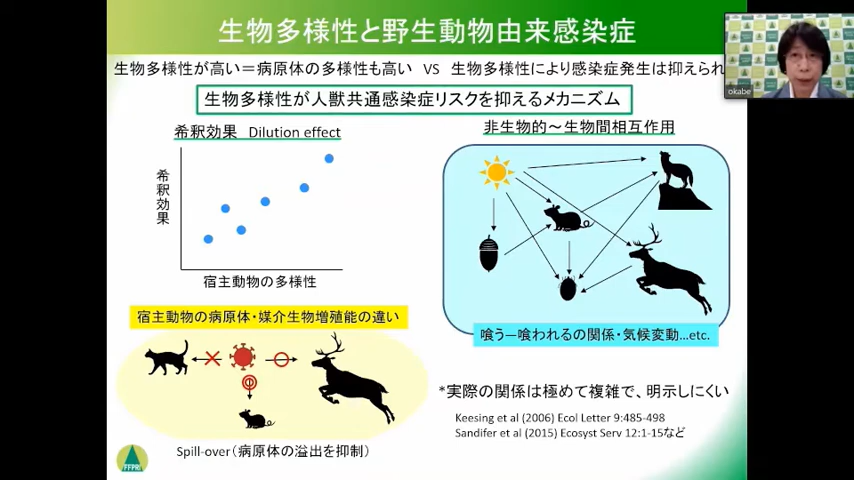 生物多様性と野生動物由来感染症
生物多様性が高い＝病原体の多様性も高い　VS　生物多様性により感染症発生は抑えられ
okabe
生物多様性が人獣共通感染症リスクを抑えるメカニズム
希釈効果　Dilution effect
希釈効果
宿主動物の多様性
非生物的～生物間相互作用
喰う―喰われるの関係・気候変動…etc.
宿主動物の病原体・媒介生物増殖能の違い
Spill-over（病原体の溢出を抑制）
*実際の関係は極めて複雑で、明示しにくい
Keesing et al (2006) Ecol Letter 9:485-498
Sandifer et al (2015) Ecosyst Serv 12:1-15など
FFPRI